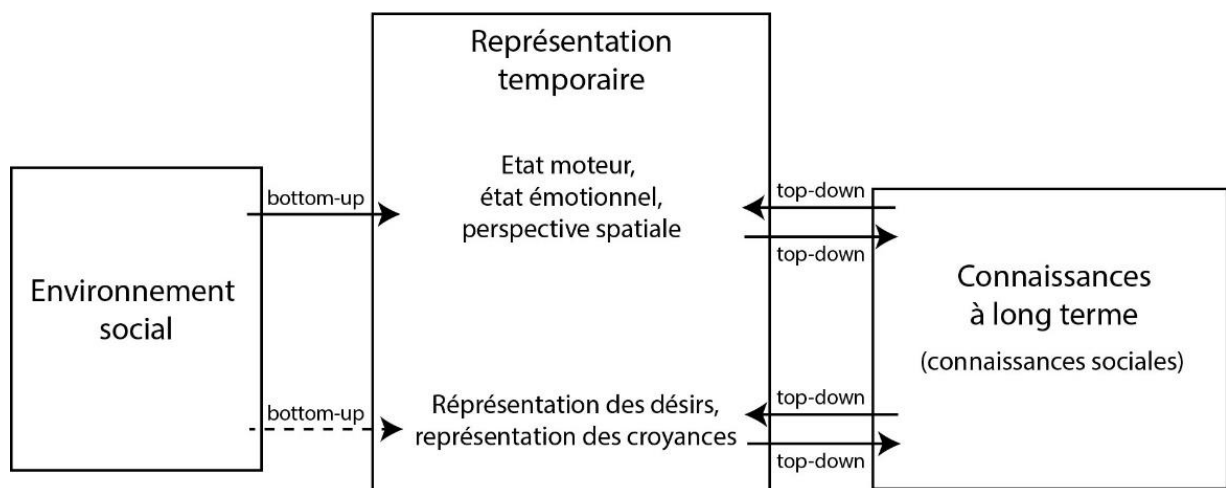 Représentation
temporaire
Etat moteur,
état émotionnel,
perspective spatiale
bottom-up
top-down
top-down
Environnement
social
Connaissances
à long terme
(connaissances sociales)
bottom-up
Réprésentation des désirs,
représentation des croyances
top-down
top-down